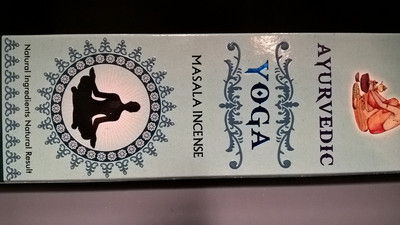 AYURVEDIC
YOGA
MASALA INCENSE
Natural Ingredients Natural Result